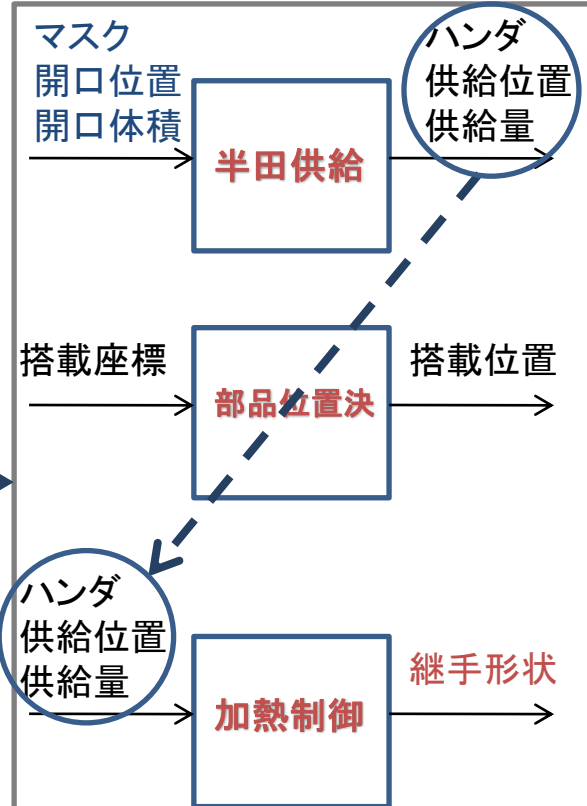 マスク
開口位置
開口体積
半田供給
ハンダ
供給位置
供給量
搭載座標
部品位置決
搭載位置
ハンダ
供給位置
供給量
加熱制御
継手形状